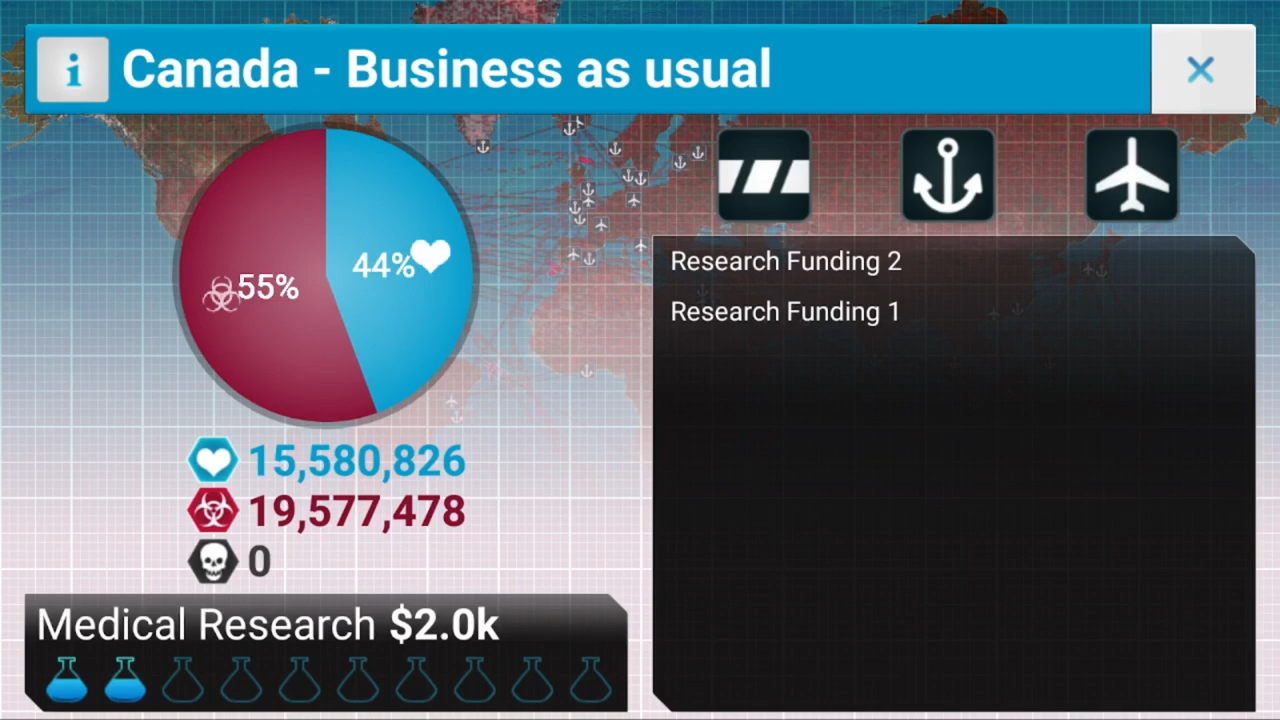 i
Canada - Business as usual
55%
44%
15,580,826
19,577,478
0
Medical Research $2.0k
Research Funding 2
Research Funding 1